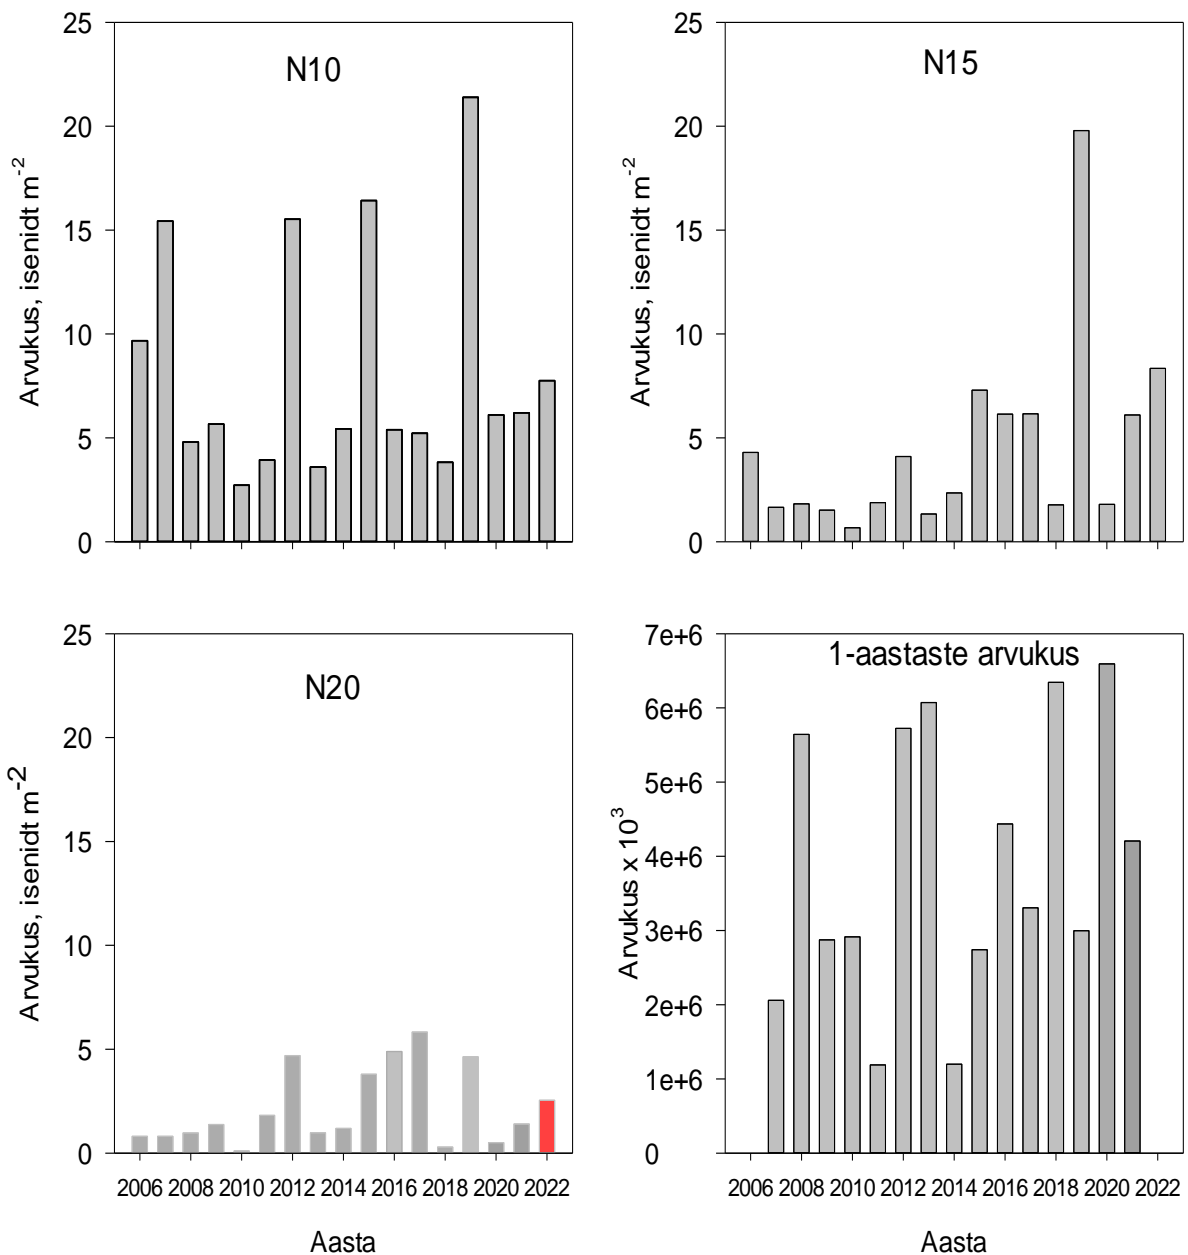 N10
25
20
15
10
5
0
Arvukus, isenidt m-2
N15
25
20
15
10
5
0
Arvukus, isenidt m-2
N20
25
20
15
10
5
0
Arvukus, isenidt m-2
2006 2008 2010 2012 2014 2016 2018 2020 2022
Aasta
1-aastaste arvukus
7e+6
6e+6
5e+6
4e+6
3e+6
2e+6
1e+6
0
Arvukus x 10³
2006 2008 2010 2012 2014 2016 2018 2020 2022
Aasta